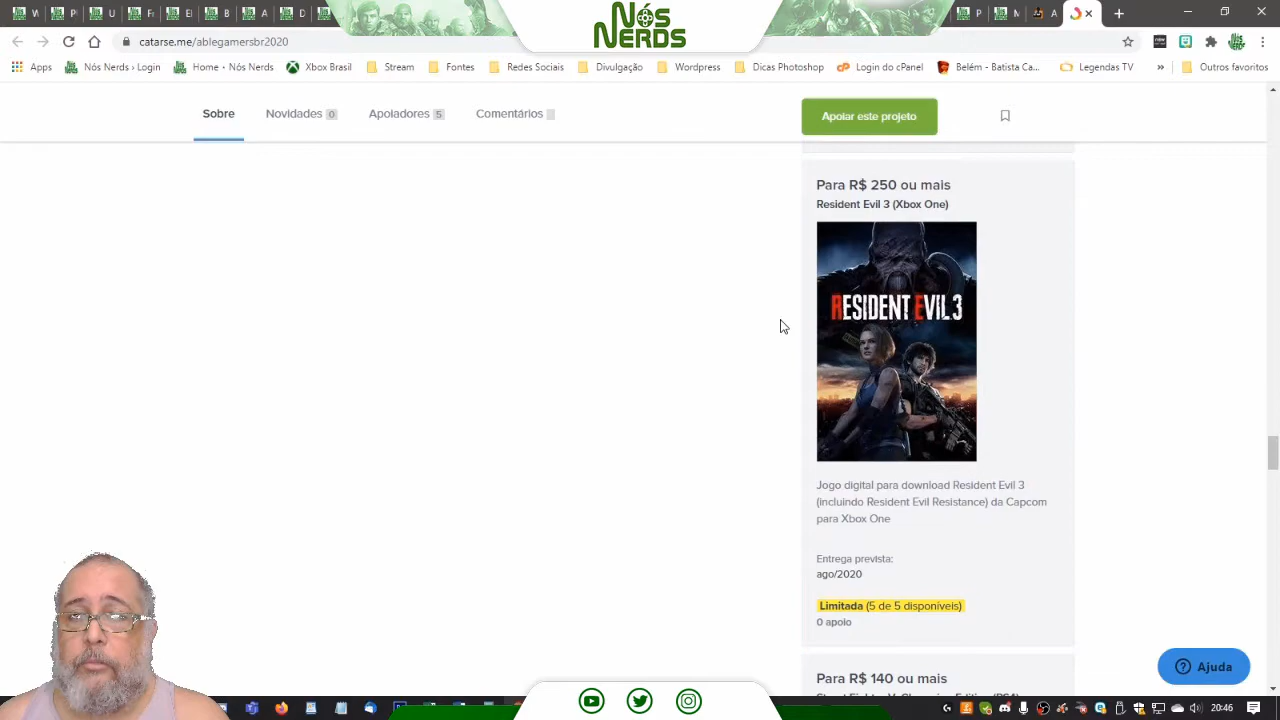 NÓS
NERDS
catarse.me/ablegamersbr2020
Apps
Nós Nerds › Login
Home - Nós Nerds
Xbox Brasil
Stream
Fontes
Redes Sociais
Divulgação
Wordpress
Dicas Photoshop
Login do cPanel
Belém - Batista Ca...
Legendas TV
»
Outros favoritos
Sobre
Novidades 0
Apoiadores 5
Comentários
Apoiar este projeto
Para R$ 250 ou mais
Resident Evil 3 (Xbox One)
RESIDENT EVIL 3
Jogo digital para download Resident Evil 3
(incluindo Resident Evil Resistance) da Capcom
para Xbox One
Entrega prevista:
ago/2020
Limitada (5 de 5 disponíveis)
0 apoio
Ajuda
Para R$ 140 ou mais
20:46